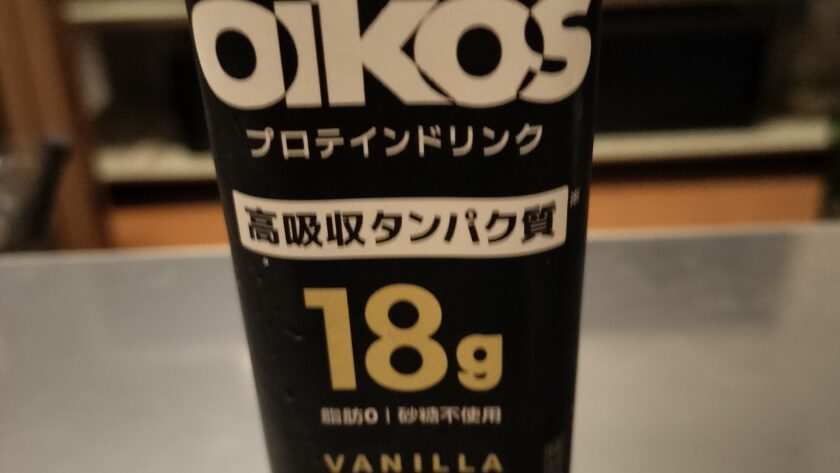 OIKOS
プロテインドリンク
高吸収タンパク質※
18g
脂肪0 | 砂糖不使用
VANILLA